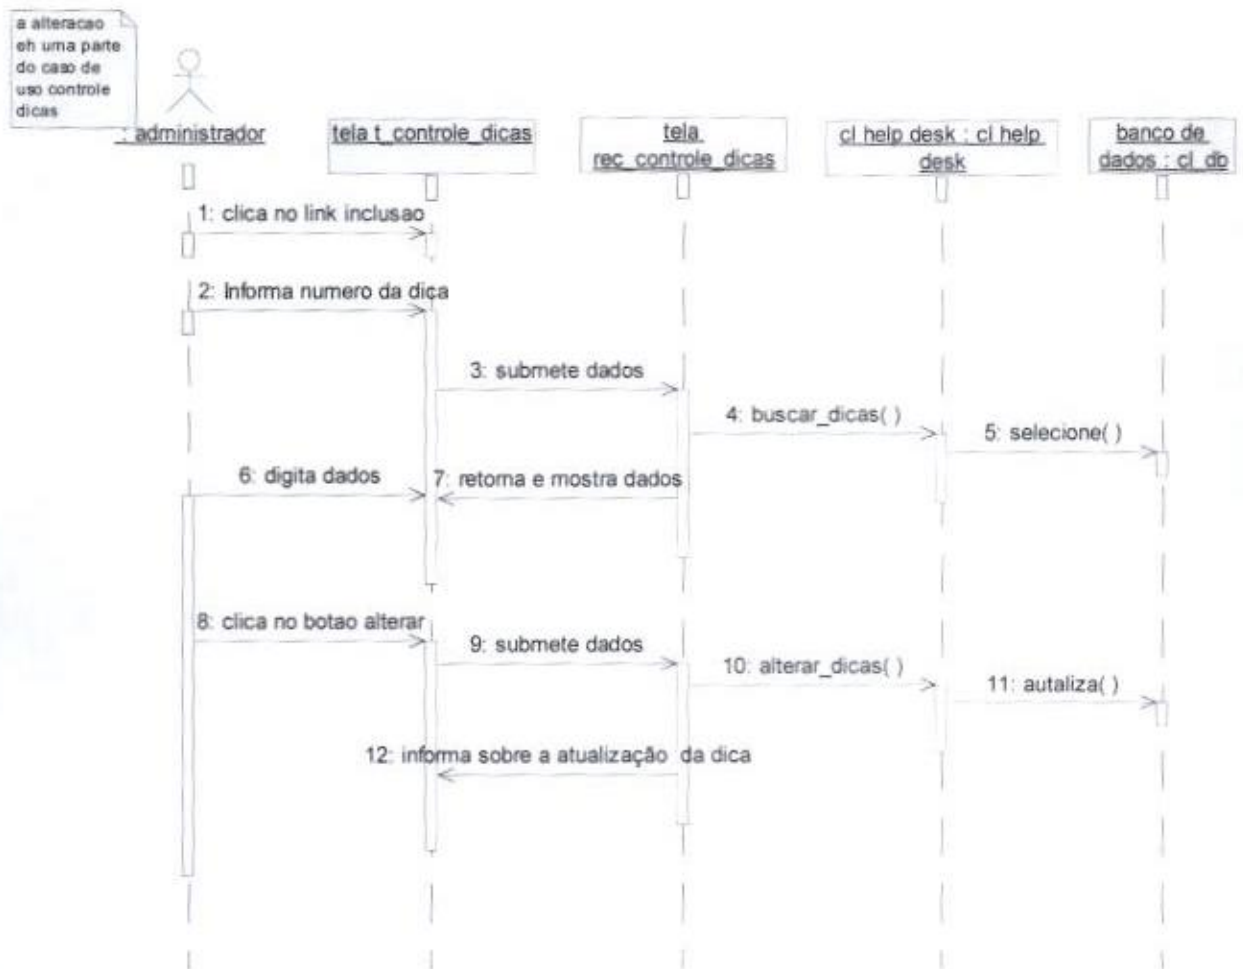 a alteracao
eh uma parte
do caso de
uso controle
dicas
: administrador
tela t_controle_dicas
tela
rec_controle_dicas
cl help desk : cl help
desk
banco de
dados : cl_db
1: clica no link inclusao
2: Informa numero da dica
3: submete dados
4: buscar_dicas( )
5: selecione( )
6: digita dados
7: retorna e mostra dados
8: clica no botao alterar
9: submete dados
10: alterar_dicas( )
11: autaliza( )
12: informa sobre a atualização da dica